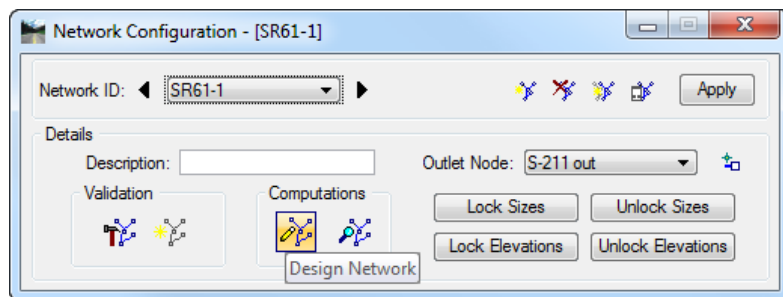 Network Configuration - [SR61-1]
Network ID: SR61-1 Apply
Details
Description: Outlet Node: S-211 out
Validation Computations
Lock Sizes Unlock Sizes
Lock Elevations Unlock Elevations
Design Network